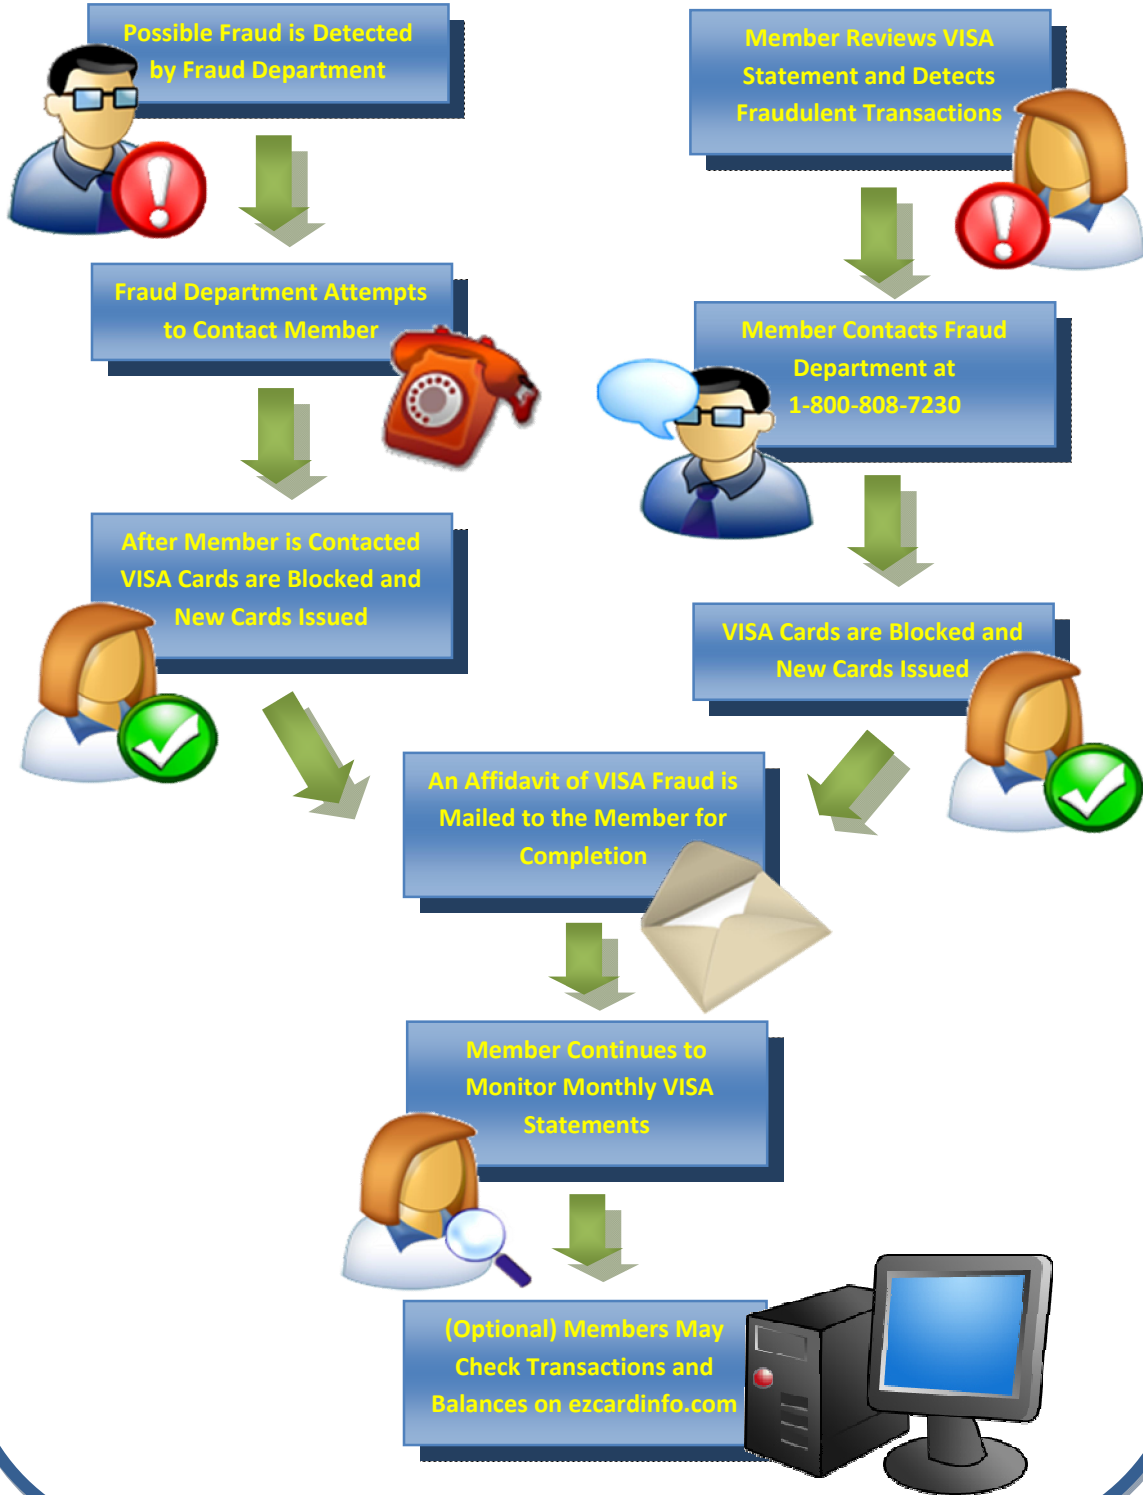 Possible Fraud is Detected
by Fraud Department
Member Reviews VISA
Statement and Detects
Fraudulent Transactions
Fraud Department Attempts
to Contact Member
Member Contacts Fraud
Department at
1-800-808-7230
After Member is Contacted
VISA Cards are Blocked and
New Cards Issued
VISA Cards are Blocked and
New Cards Issued
An Affidavit of VISA Fraud is
Mailed to the Member for
Completion
Member Continues to
Monitor Monthly VISA
Statements
(Optional) Members May
Check Transactions and
Balances on ezcardinfo.com